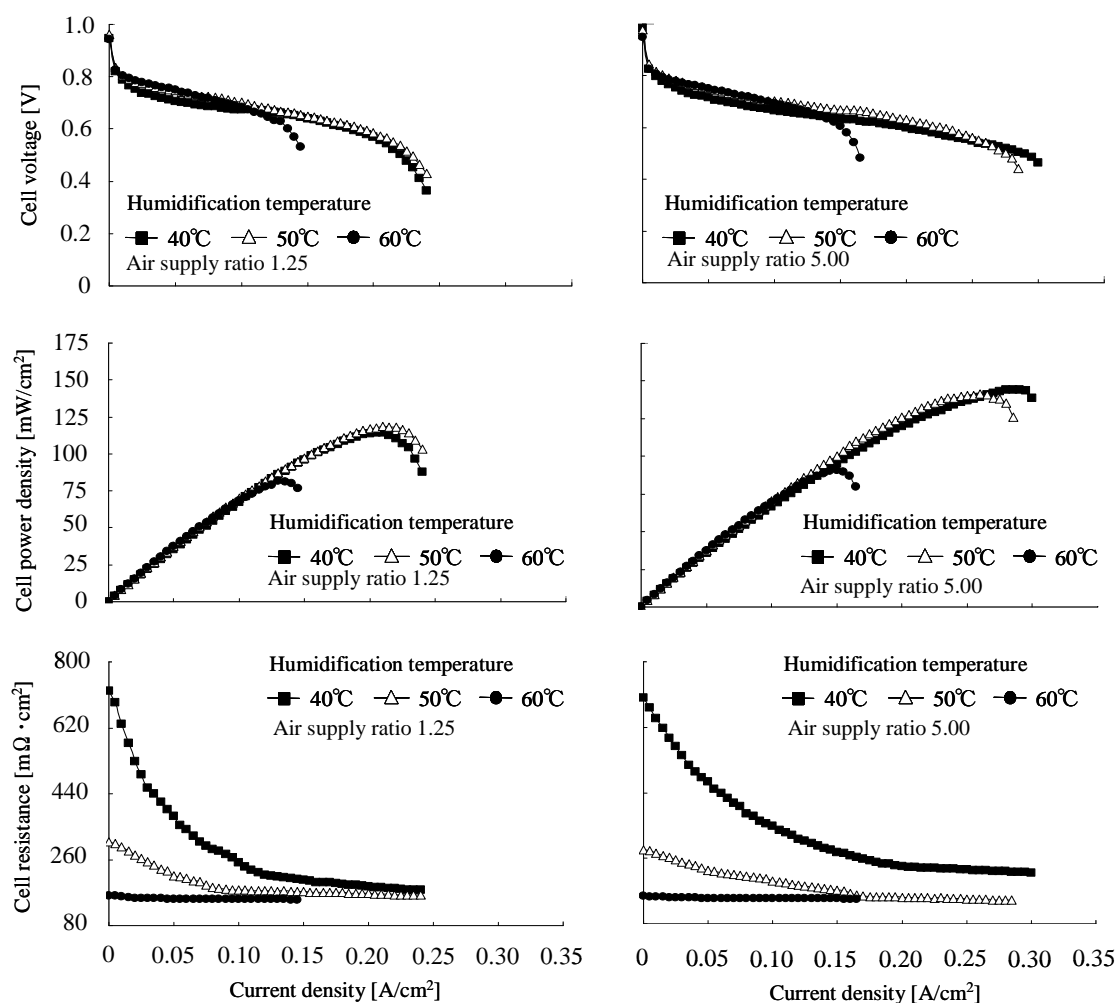 Cell voltage [V]
1.0
0.8
0.6
0.4
0.2
0
Humidification temperature
40℃ 50℃ 60℃
Air supply ratio 1.25
Humidification temperature
40℃ 50℃ 60℃
Air supply ratio 5.00
Cell power density [mW/cm²]
175
150
125
100
75
50
25
0
Humidification temperature
40℃ 50℃ 60℃
Air supply ratio 1.25
Humidification temperature
40℃ 50℃ 60℃
Air supply ratio 5.00
Cell resistance [mΩ・cm²]
800
620
440
260
80
Humidification temperature
40℃ 50℃ 60℃
Air supply ratio 1.25
Humidification temperature
40℃ 50℃ 60℃
Air supply ratio 5.00
0 0.05 0.10 0.15 0.20 0.25 0.30 0.35
Current density [A/cm²]
0 0.05 0.10 0.15 0.20 0.25 0.30 0.35
Current density [A/cm²]